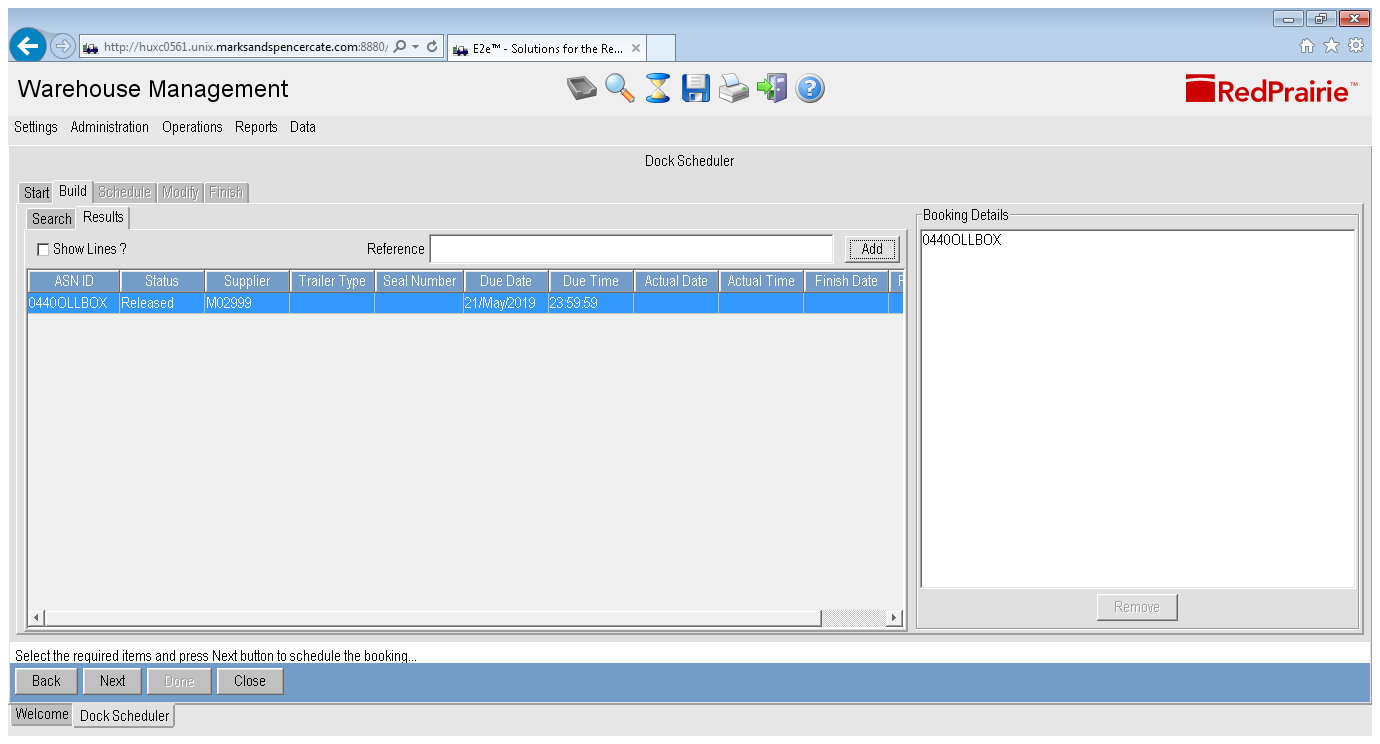 http://huxc0561.unix.marksandspencercate.com:8880/
E2e™ - Solutions for the Re...
Warehouse Management
RedPrairie™
Settings Administration Operations Reports Data
Dock Scheduler
Start Build Schedule Modify Finish
Search Results
Booking Details
Show Lines ? Reference Add
0440OLLBOX
ASN ID Status Supplier Trailer Type Seal Number Due Date Due Time Actual Date Actual Time Finish Date
0440OLLBOX Released M02999 21/May/2019 23:59:59
Remove
Select the required items and press Next button to schedule the booking...
Back Next Done Close
Welcome Dock Scheduler